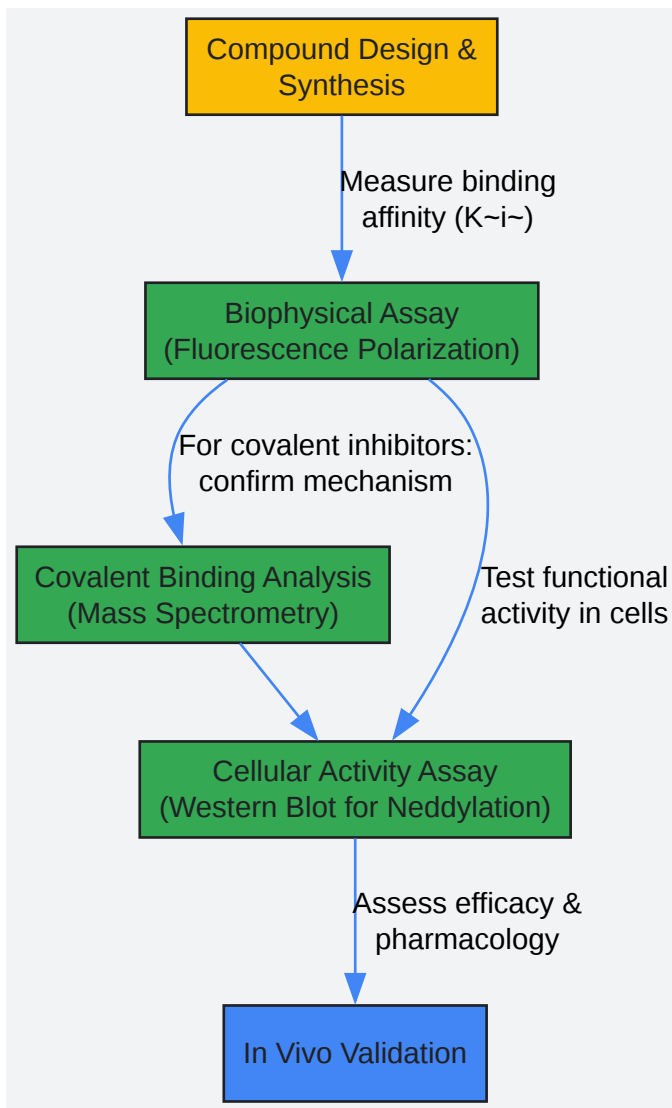 Compound Design &
Synthesis
Measure binding
affinity (K~i~)
Biophysical Assay
(Fluorescence Polarization)
For covalent inhibitors:
confirm mechanism
Covalent Binding Analysis
(Mass Spectrometry)
Test functional
activity in cells
Cellular Activity Assay
(Western Blot for Neddylation)
Assess efficacy &
pharmacology
In Vivo Validation